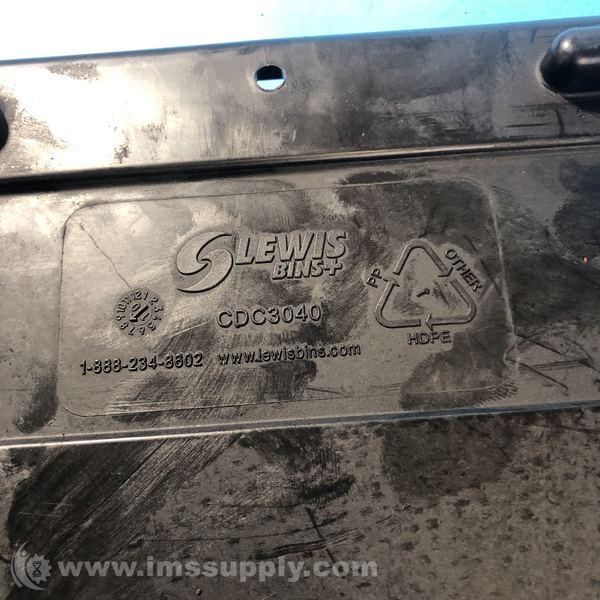 LEWIS
BINS+
CDC3040
1-888-234-8602 www.lewisbins.com
PP
OTHER
HDPE
www.imssupply.com